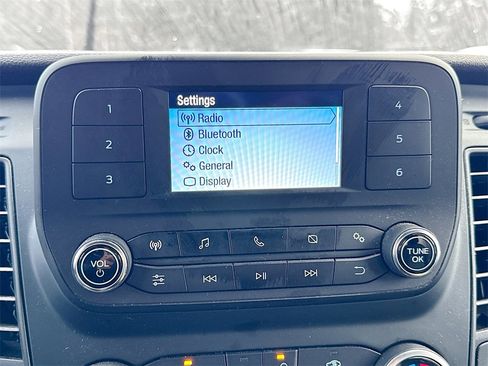 Settings
Radio
Bluetooth
Clock
General
Display
1
2
3
4
5
6
VOL
TUNE
OK